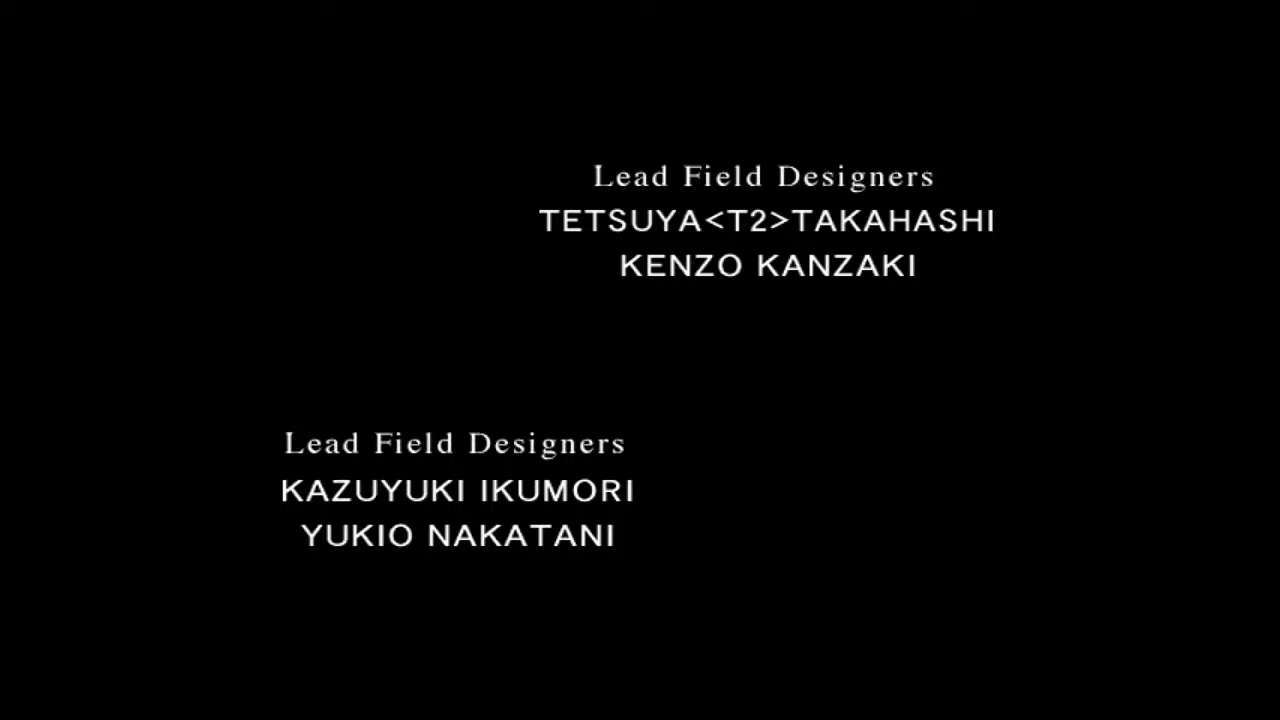 Lead Field Designers
TETSUYA<T2>TAKAHASHI
KENZO KANZAKI
Lead Field Designers
KAZUYUKI IKUMORI
YUKIO NAKATANI